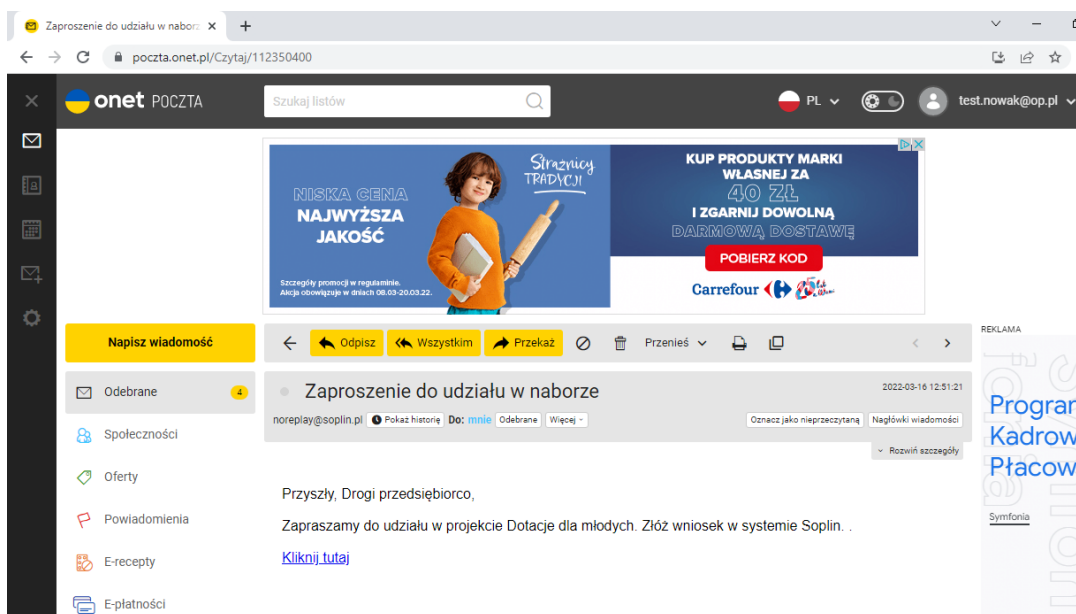 Zaproszenie do udziału w naborz
poczta.onet.pl/Czytaj/112350400
onet POCZTA
Szukaj listów
PL
test.nowak@op.pl
NISKA CENA
NAJWYŻSZA
JAKOŚĆ
Szczegóły promocji w regulaminie.
Akcja obowiązuje w dniach 08.03-20.03.22.
Strażnicy
TRADYCJI
KUP PRODUKTY MARKI
WŁASNEJ ZA
40 ZŁ
I ZGARNIJ DOWOLNĄ
DARMOWĄ DOSTAWĘ
POBIERZ KOD
Carrefour
REKLAMA
Napisz wiadomość
Odpisz
Wszystkim
Przekaż
Przenieś
Odebrane 4
Społeczności
Oferty
Powiadomienia
E-recepty
E-płatności
Zaproszenie do udziału w naborze
2022-03-16 12:51:21
noreplay@soplin.pl Pokaż historię Do: mnie Odebrane Więcej
Oznacz jako nieprzeczytaną Nagłówki wiadomości
Rozwiń szczegóły
Przyszły, Drogi przedsiębiorco,
Zapraszamy do udziału w projekcie Dotacje dla młodych. Złóż wniosek w systemie Soplin. .
Kliknij tutaj
Progra
Kadrow
Płacow
Symfonia